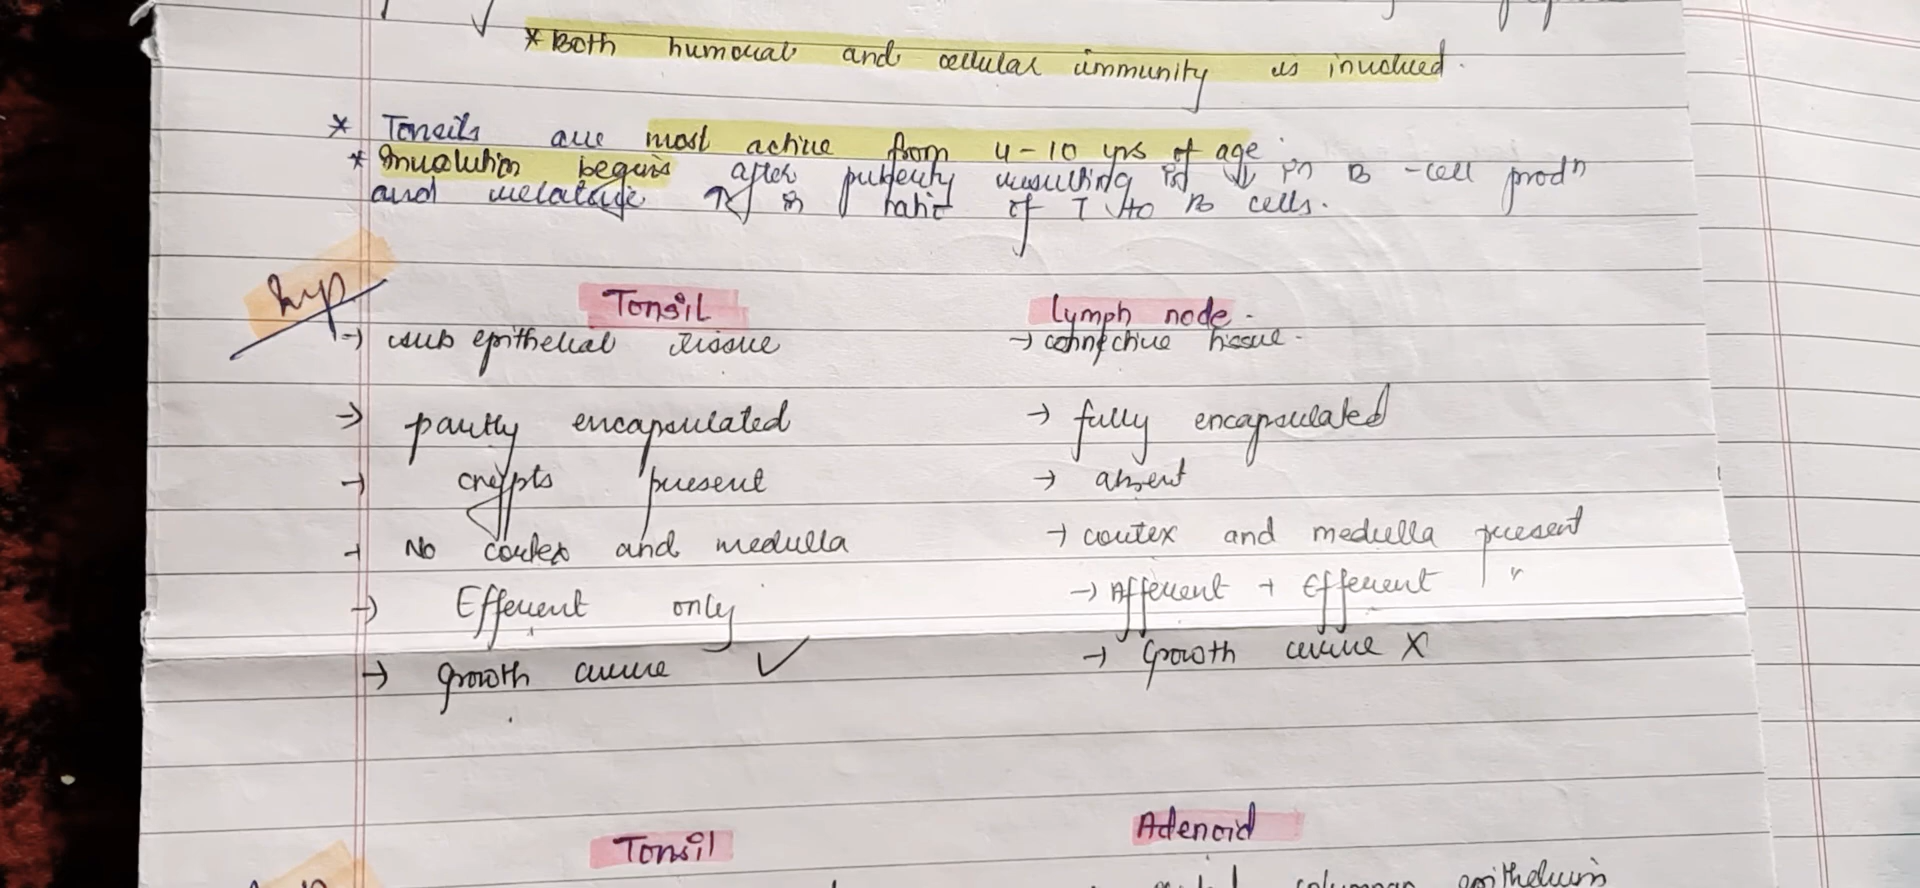 * Both humoral and cellular immunity is involved.
* Tonsils are most active from 4-10 yrs of age.
* Involution begins after puberty resulting in ↓ in B-cell prodⁿ
and relative ↑ in ratio of T to B cells.
Imp
Tonsil Lymph node.
→ sub epithelial tissue → connective tissue.
→ partly encapsulated → fully encapsulated
→ crypts present → absent
→ No cortex and medulla → cortex and medulla present
→ Efferent only → Afferent + Efferent "
→ growth curve ✓ → Growth curve X
Tonsil Adenoid
columnar epithelium